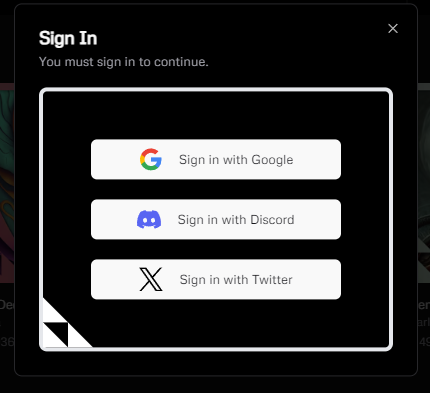 Sign In
You must sign in to continue.
Sign in with Google
Sign in with Discord
Sign in with Twitter